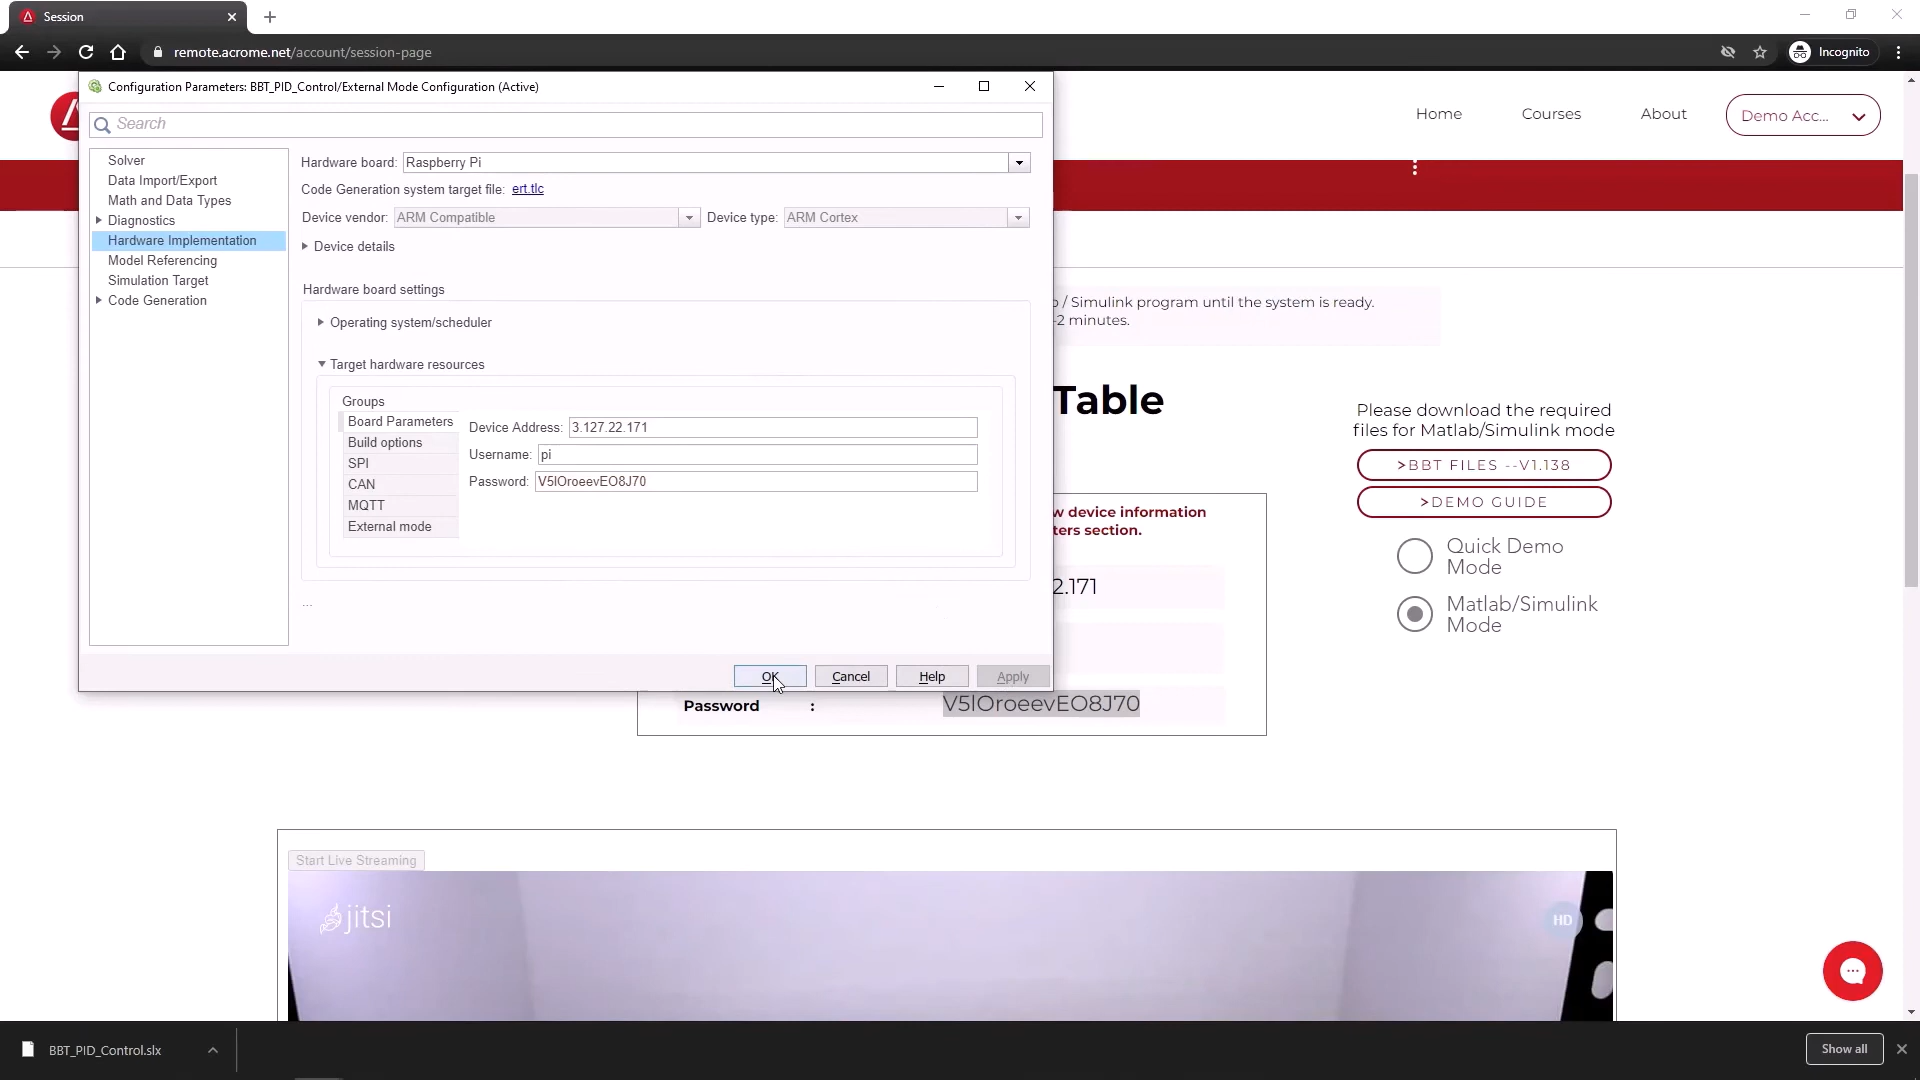 Session
remote.acrome.net/account/session-page
Incognito
Configuration Parameters: BBT_PID_Control/External Mode Configuration (Active)
Search
Home
Courses
About
Demo Acc...
Solver
Data Import/Export
Math and Data Types
Diagnostics
Hardware Implementation
Model Referencing
Simulation Target
Code Generation
Hardware board: Raspberry Pi
Code Generation system target file: ert.tlc
Device vendor: ARM Compatible
Device type: ARM Cortex
Device details
Hardware board settings
Operating system/scheduler
Target hardware resources
Groups
Board Parameters
Build options
SPI
CAN
MQTT
External mode
Device Address: 3.127.22.171
Username: pi
Password: V5lOroeevEO8J70
...
OK
Cancel
Help
Apply
/ Simulink program until the system is ready.
-2 minutes.
Table
w device information
ters section.
2.171
Password : V5lOroeevEO8J70
Please download the required
files for Matlab/Simulink mode
>BBT FILES --V1.138
>DEMO GUIDE
Quick Demo
Mode
Matlab/Simulink
Mode
Start Live Streaming
jitsi
HD
BBT_PID_Control.slx
Show all